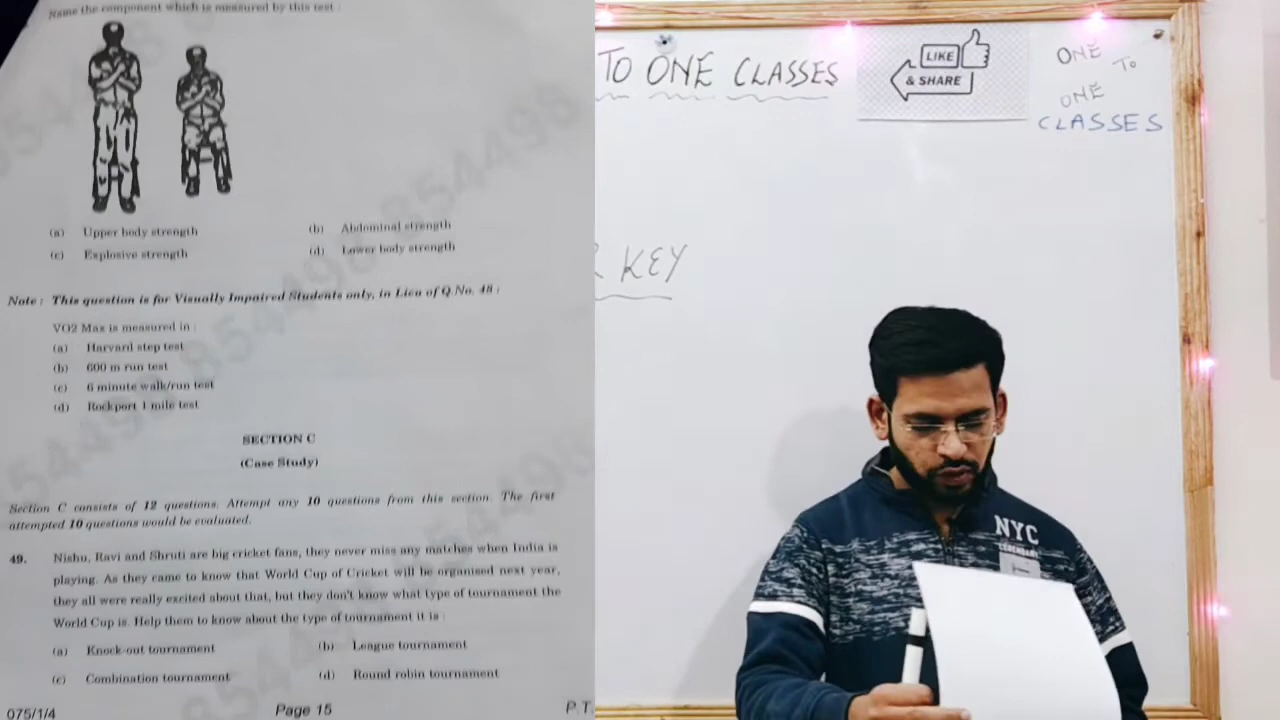 Name the component which is measured by this test :
(a) Upper body strength (b) Abdominal strength
(c) Explosive strength (d) Lower body strength
Note : This question is for Visually Impaired Students only, in Lieu of Q.No. 48 :
VO2 Max is measured in :
(a) Harvard step test
(b) 600 m run test
(c) 6 minute walk/run test
(d) Rockport 1 mile test
SECTION C
(Case Study)
Section C consists of 12 questions. Attempt any 10 questions from this section. The first
attempted 10 questions would be evaluated.
49. Nishu, Ravi and Shruti are big cricket fans, they never miss any matches when India is
playing. As they came to know that World Cup of Cricket will be organised next year,
they all were really excited about that, but they don't know what type of tournament the
World Cup is. Help them to know about the type of tournament it is :
(a) Knock-out tournament (b) League tournament
(c) Combination tournament (d) Round robin tournament
075/1/4 Page 15 P.T.
TO ONE CLASSES
LIKE
& SHARE
ONE
TO
ONE
CLASSES
KEY
NYC